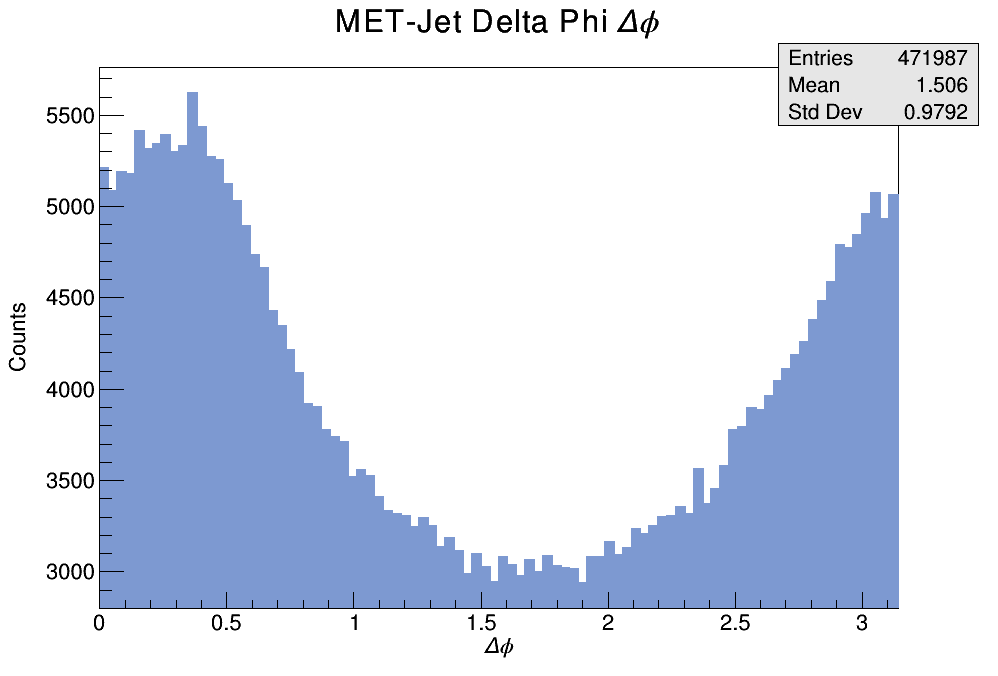 MET-Jet Delta Phi Δϕ
Entries 471987
Mean 1.506
Std Dev 0.9792
Counts
5500
5000
4500
4000
3500
3000
0 0.5 1 1.5 2 2.5 3
Δϕ